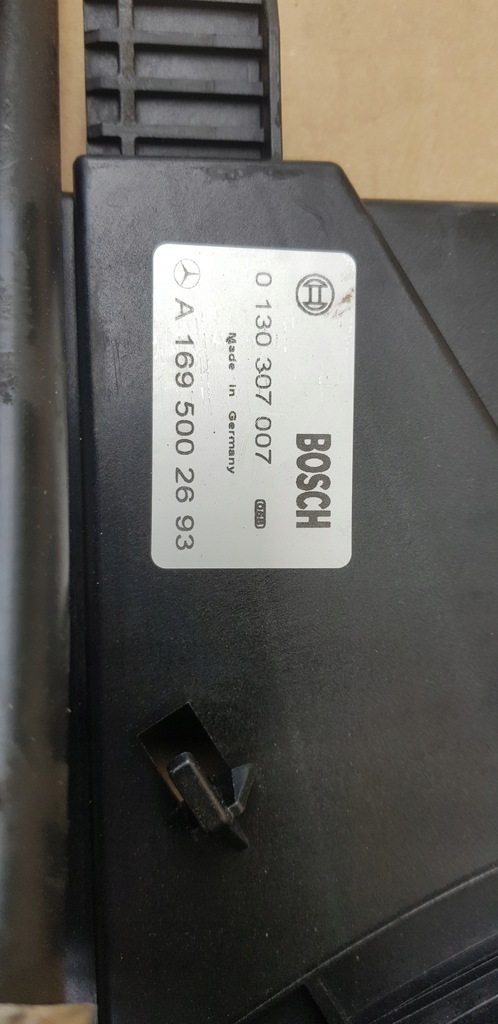 BOSCH
0 130 307 007
Made in Germany
A 169 500 26 93